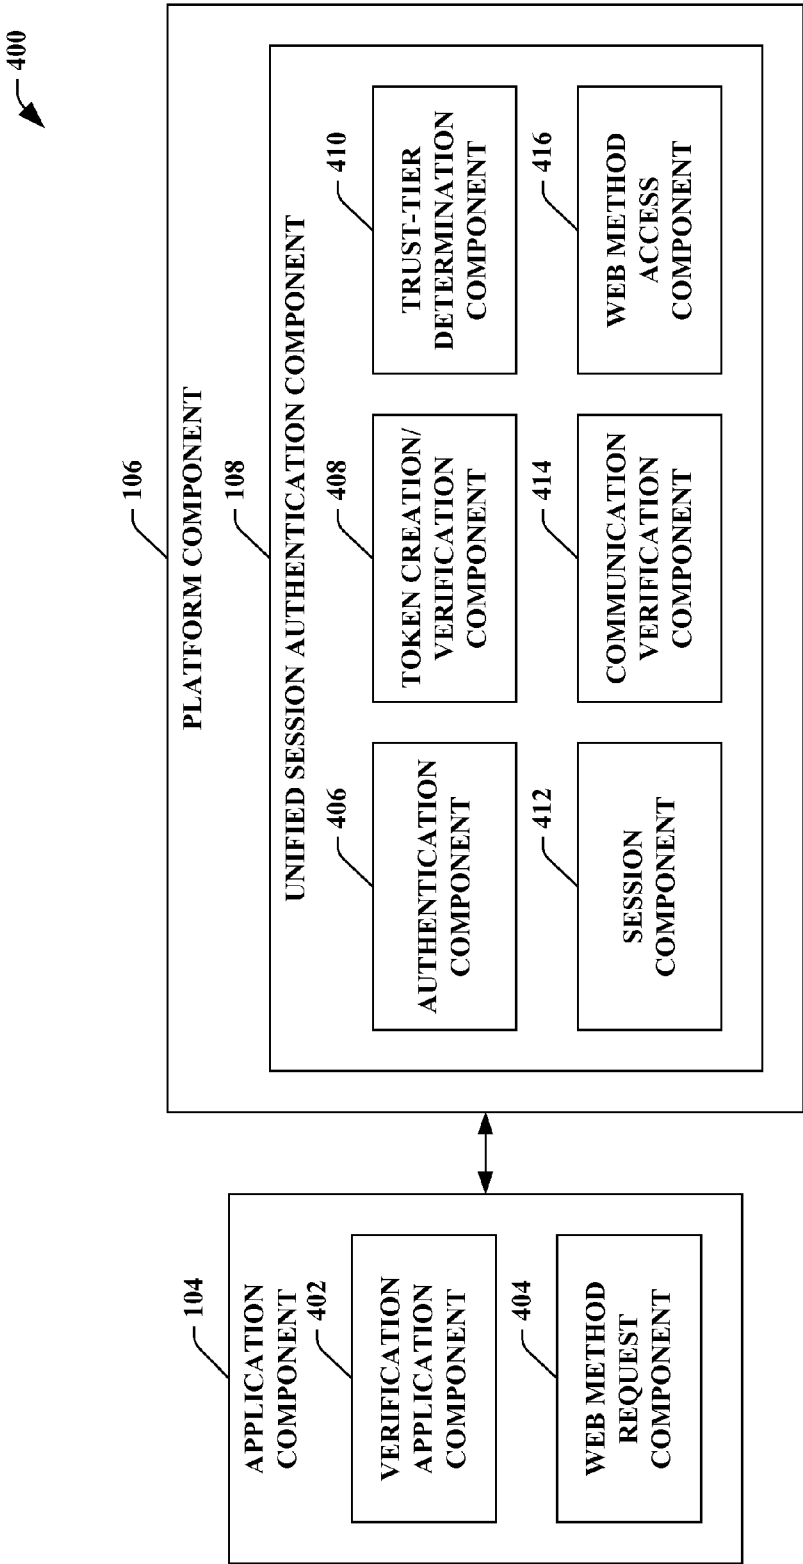 400
104
APPLICATION
COMPONENT
402
VERIFICATION
APPLICATION
COMPONENT
404
WEB METHOD
REQUEST
COMPONENT
106
PLATFORM COMPONENT
108
UNIFIED SESSION AUTHENTICATION COMPONENT
406
AUTHENTICATION
COMPONENT
408
TOKEN CREATION/
VERIFICATION
COMPONENT
410
TRUST-TIER
DETERMINATION
COMPONENT
412
SESSION
COMPONENT
414
COMMUNICATION
VERIFICATION
COMPONENT
416
WEB METHOD
ACCESS
COMPONENT